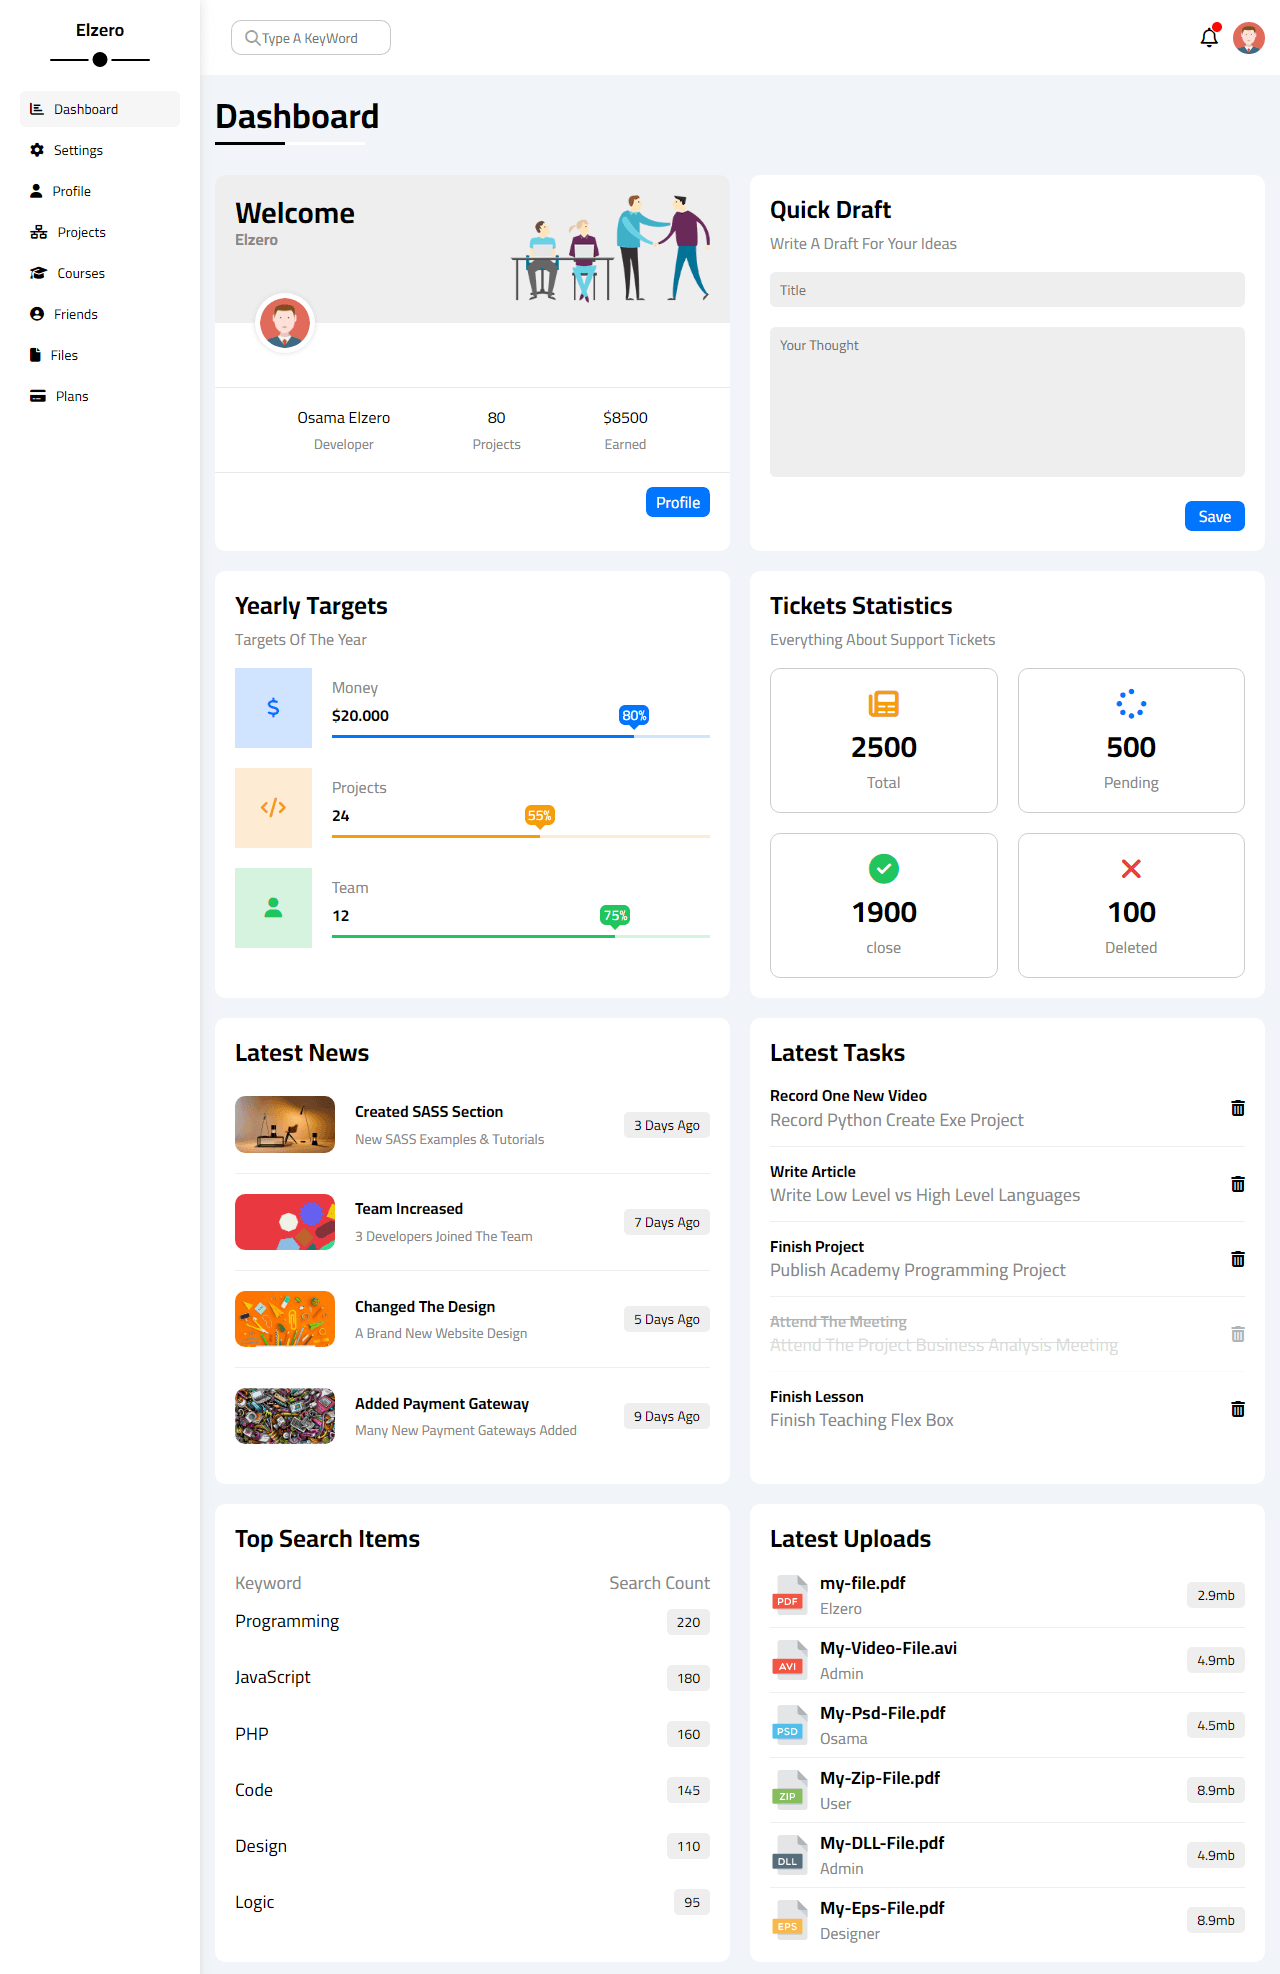 Elzero
Type A KeyWord
Dashboard
Settings
Profile
Projects
Courses
Friends
Files
Plans
Dashboard
Welcome
Elzero
Osama Elzero
Developer
80
Projects
$8500
Earned
Profile
Quick Draft
Write A Draft For Your Ideas
Title
Your Thought
Save
Yearly Targets
Targets Of The Year
Money
$20.000
80%
Projects
24
55%
Team
12
75%
Tickets Statistics
Everything About Support Tickets
2500
Total
500
Pending
1900
close
100
Deleted
Latest News
Created SASS Section
New SASS Examples & Tutorials
3 Days Ago
Team Increased
3 Developers Joined The Team
7 Days Ago
Changed The Design
A Brand New Website Design
5 Days Ago
Added Payment Gateway
Many New Payment Gateways Added
9 Days Ago
Latest Tasks
Record One New Video
Record Python Create Exe Project
Write Article
Write Low Level vs High Level Languages
Finish Project
Publish Academy Programming Project
Attend The Meeting
Attend The Project Business Analysis Meeting
Finish Lesson
Finish Teaching Flex Box
Top Search Items
Keyword Search Count
Programming 220
JavaScript 180
PHP 160
Code 145
Design 110
Logic 95
Latest Uploads
PDF
my-file.pdf
Elzero
2.9mb
AVI
My-Video-File.avi
Admin
4.9mb
PSD
My-Psd-File.pdf
Osama
4.5mb
ZIP
My-Zip-File.pdf
User
8.9mb
DLL
My-DLL-File.pdf
Admin
4.9mb
EPS
My-Eps-File.pdf
Designer
8.9mb